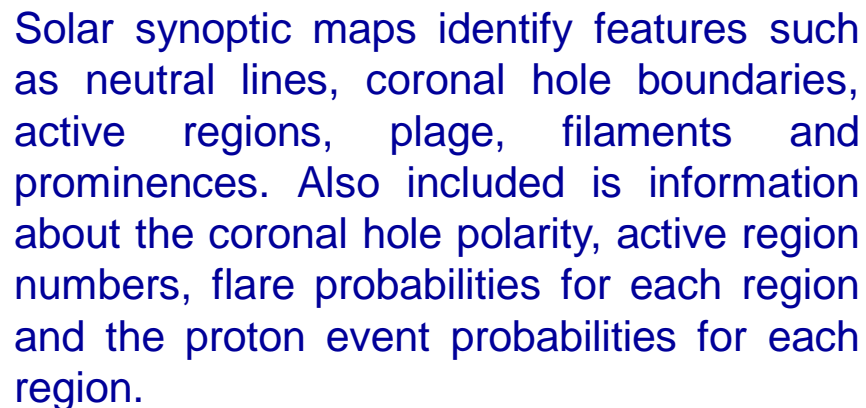 Solar synoptic maps identify features such
as neutral lines, coronal hole boundaries,
active regions, plage, filaments and
prominences. Also included is information
about the coronal hole polarity, active region
numbers, flare probabilities for each region
and the proton event probabilities for each
region.